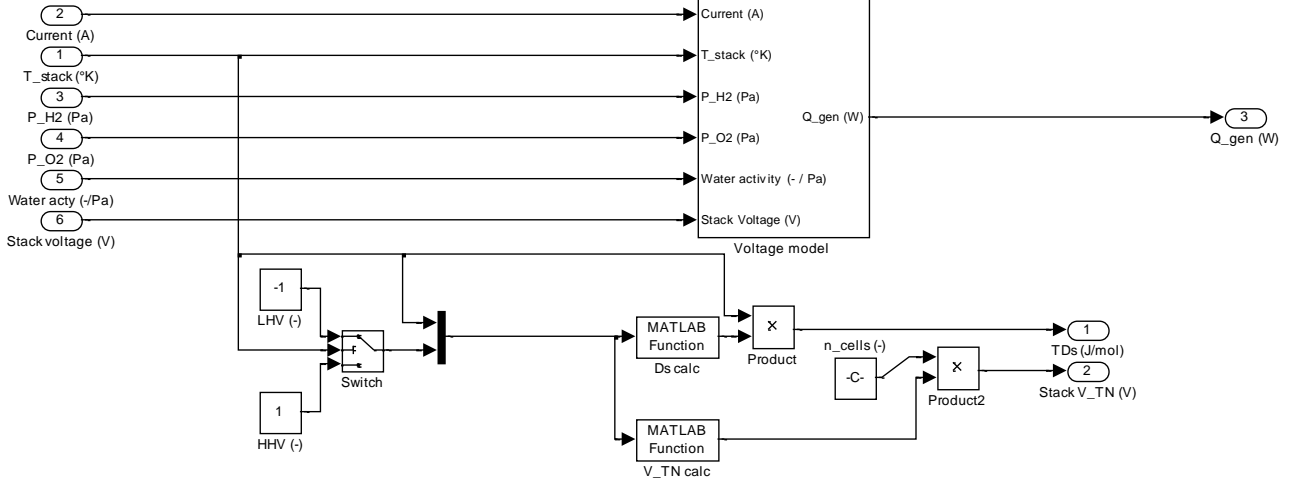 2
Current (A)
1
T_stack (°K)
3
P_H2 (Pa)
4
P_O2 (Pa)
5
Water acty (-/Pa)
6
Stack voltage (V)
Current (A)
T_stack (°K)
P_H2 (Pa)
P_O2 (Pa)
Water activity (- / Pa)
Stack Voltage (V)
Q_gen (W)
Voltage model
3
Q_gen (W)
-1
LHV (-)
Switch
1
HHV (-)
MATLAB
Function
Ds calc
×
Product
1
TDs (J/mol)
n_cells (-)
-C-
×
Product2
2
Stack V_TN (V)
MATLAB
Function
V_TN calc